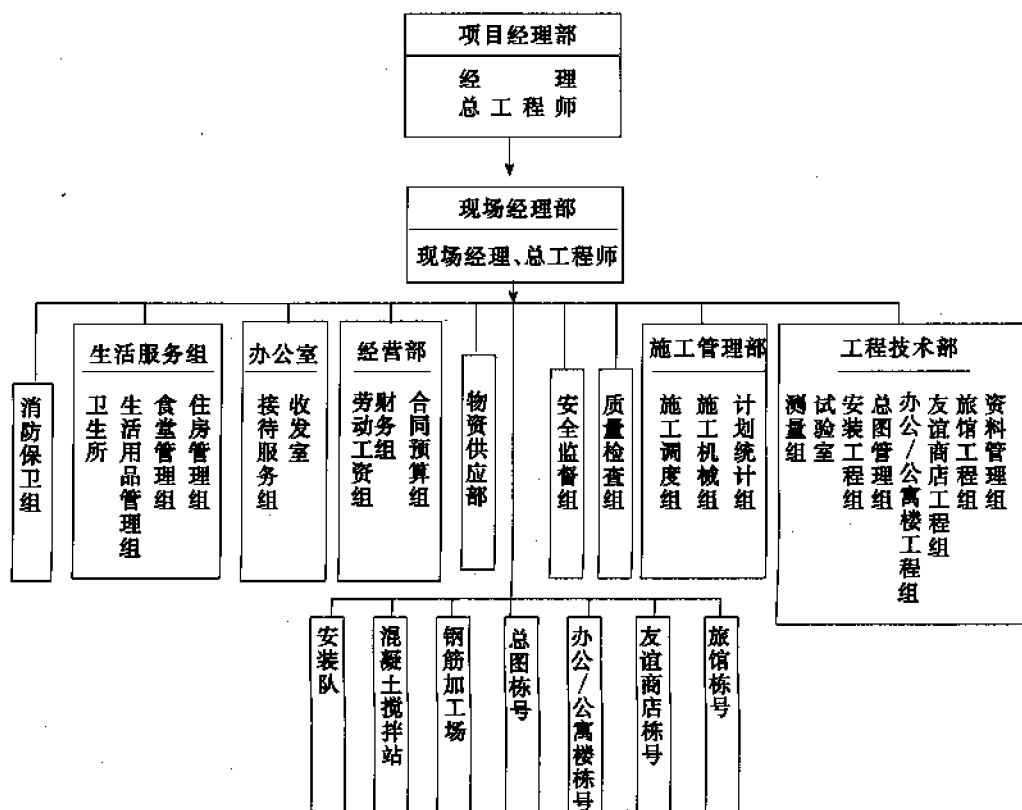 项目经理部
经 理
总工程师
现场经理部
现场经理、总工程师
消防保卫组
生活服务组
卫生所
生活用品管理组
食堂管理组
住房管理组
办公室
接待服务组
收发室
经营部
劳动工资组
财务组
合同预算组
物资供应部
安全监督组
质量检查组
施工管理部
施工调度组
施工机械组
计划统计组
工程技术部
测量组
试验室
安装工程组
总图管理组
办公/公寓楼工程组
友谊商店工程组
旅馆工程组
资料管理组
安装队
混凝土搅拌站
钢筋加工场
总图栋号
办公/公寓楼栋号
友谊商店栋号
旅馆栋号